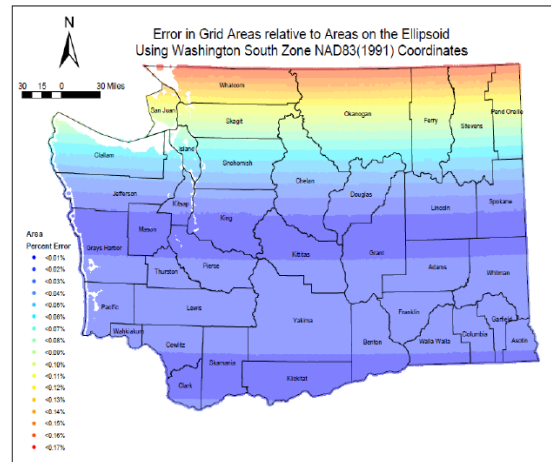 Error in Grid Areas relative to Areas on the Ellipsoid
Using Washington South Zone NAD83(1991) Coordinates
N
30 15 0 30 Miles
Whatcom
San Juan
Skagit
Okanogan
Ferry
Stevens
Pend Oreille
Island
Clallam
Snohomish
Chelan
Jefferson
Kitsap
Douglas
Lincoln
Spokane
King
Mason
Grays Harbor
Kittitas
Grant
Pierce
Thurston
Adams
Whitman
Pacific
Lewis
Yakima
Franklin
Garfield
Wahkiakum
Cowlitz
Benton
Walla Walla
Columbia
Asotin
Skamania
Clark
Klickitat
Area
Percent Error
<0.01%
<0.02%
<0.03%
<0.04%
<0.05%
<0.06%
<0.07%
<0.08%
<0.09%
<0.10%
<0.11%
<0.12%
<0.13%
<0.14%
<0.15%
<0.16%
<0.17%